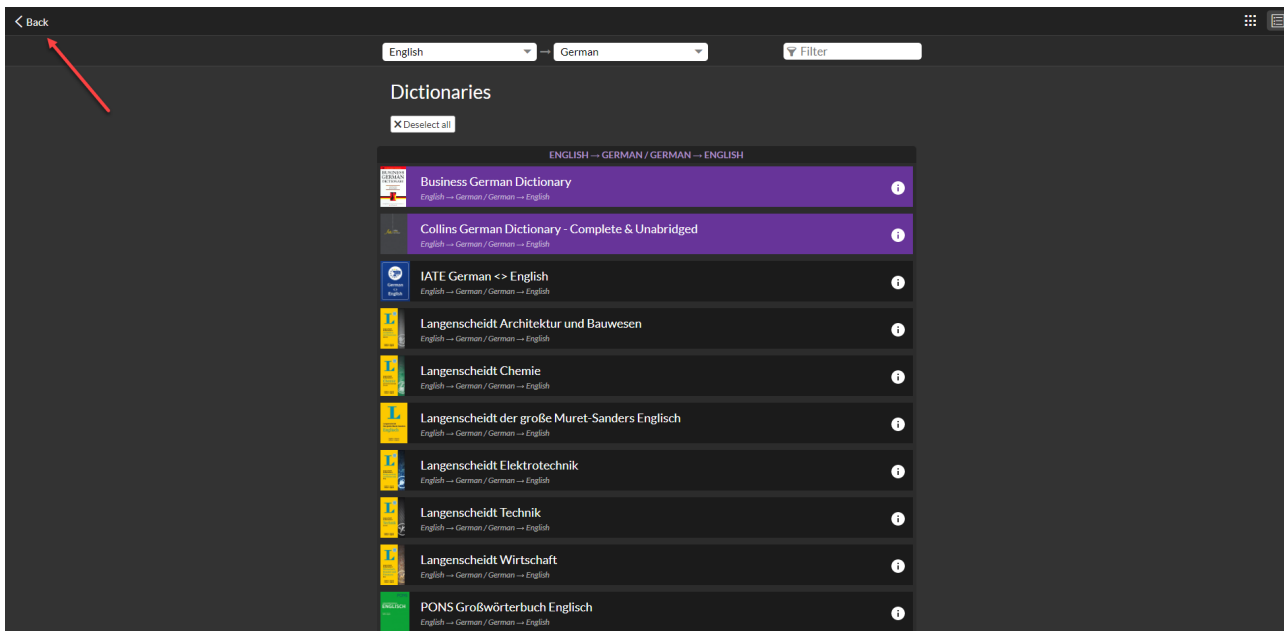 Back
English → German Filter
Dictionaries
Deselect all
ENGLISH → GERMAN / GERMAN → ENGLISH
Business German Dictionary
English → German / German → English
Collins German Dictionary - Complete & Unabridged
English → German / German → English
IATE German <> English
English → German / German → English
Langenscheidt Architektur und Bauwesen
English → German / German → English
Langenscheidt Chemie
English → German / German → English
Langenscheidt der große Muret-Sanders Englisch
English → German / German → English
Langenscheidt Elektrotechnik
English → German / German → English
Langenscheidt Technik
English → German / German → English
Langenscheidt Wirtschaft
English → German / German → English
PONS Großwörterbuch Englisch
English → German / German → English